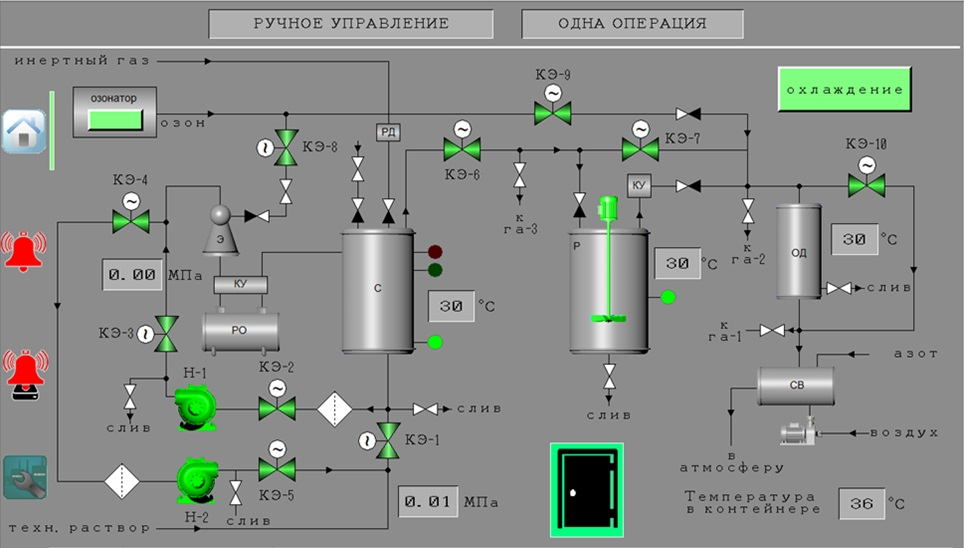 РУЧНОЕ УПРАВЛЕНИЕ
ОДНА ОПЕРАЦИЯ
инертный газ
КЭ-9
охлаждение
озонатор
озон
РД
КЭ-8
КЭ-6
КЭ-7
КЭ-10
КЭ-4
КУ
к
га-3
Э
Р
30 °С
к
га-2
ОД
30 °С
0.00 МПа
КУ
С
30 °С
слив
КЭ-3
РО
к
га-1
азот
КЭ-2
Н-1
СВ
слив
слив
слив
КЭ-1
воздух
в
атмосферу
КЭ-5
Н-2
слив
0.01 МПа
Температура
в контейнере
36 °С
техн. раствор